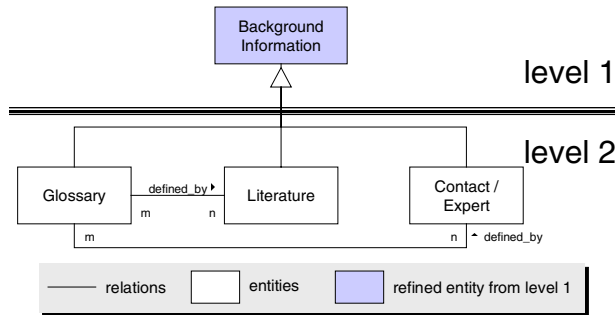 Background
Information
level 1
level 2
Glossary
defined_by
m
n
Literature
Contact /
Expert
m
n
defined_by
relations
entities
refined entity from level 1